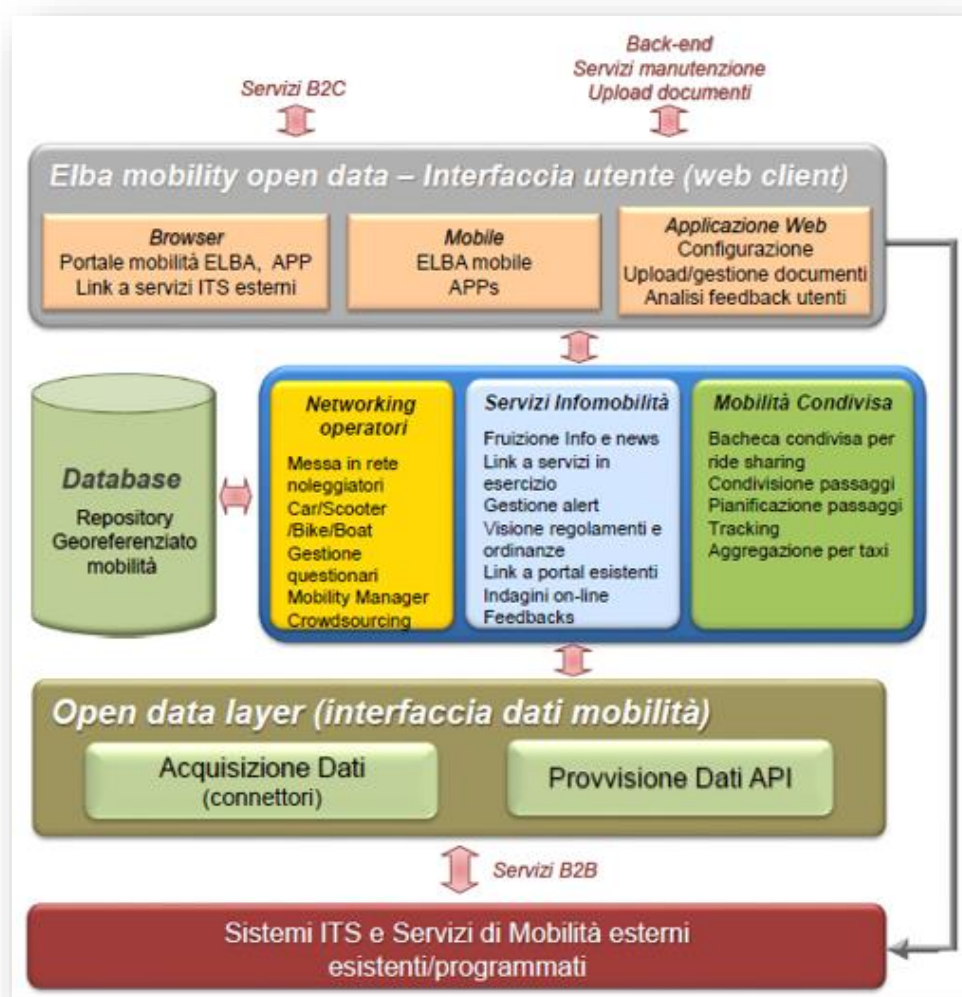 Servizi B2C
Back-end
Servizi manutenzione
Upload documenti
Elba mobility open data – Interfaccia utente (web client)
Browser
Portale mobilità ELBA, APP
Link a servizi ITS esterni
Mobile
ELBA mobile
APPs
Applicazione Web
Configurazione
Upload/gestione documenti
Analisi feedback utenti
Database
Repository
Georeferenziato
mobilità
Networking
operatori
Messa in rete
noleggiatori
Car/Scooter
/Bike/Boat
Gestione
questionari
Mobility Manager
Crowdsourcing
Servizi Infomobilità
Fruizione Info e news
Link a servizi in
esercizio
Gestione alert
Visione regolamenti e
ordinanze
Link a portal esistenti
Indagini on-line
Feedbacks
Mobilità Condivisa
Bacheca condivisa per
ride sharing
Condivisione passaggi
Pianificazione passaggi
Tracking
Aggregazione per taxi
Open data layer (interfaccia dati mobilità)
Acquisizione Dati
(connettori)
Provvisione Dati API
Servizi B2B
Sistemi ITS e Servizi di Mobilità esterni
esistenti/programmati